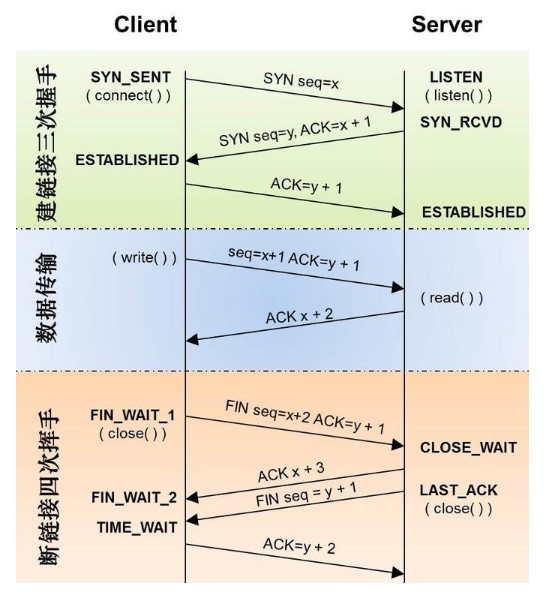 Client
Server
建链接三次握手
SYN_SENT
( connect( ) )
SYN seq=x
LISTEN
( listen( ) )
SYN seq=y, ACK=x + 1
SYN_RCVD
ESTABLISHED
ACK=y + 1
ESTABLISHED
数据传输
( write( ) )
seq=x+1 ACK=y + 1
( read( ) )
ACK x + 2
断链接四次挥手
FIN_WAIT_1
( close( ) )
FIN seq=x+2 ACK=y + 1
CLOSE_WAIT
ACK x + 3
FIN_WAIT_2
FIN seq = y + 1
LAST_ACK
( close( ) )
TIME_WAIT
ACK=y + 2